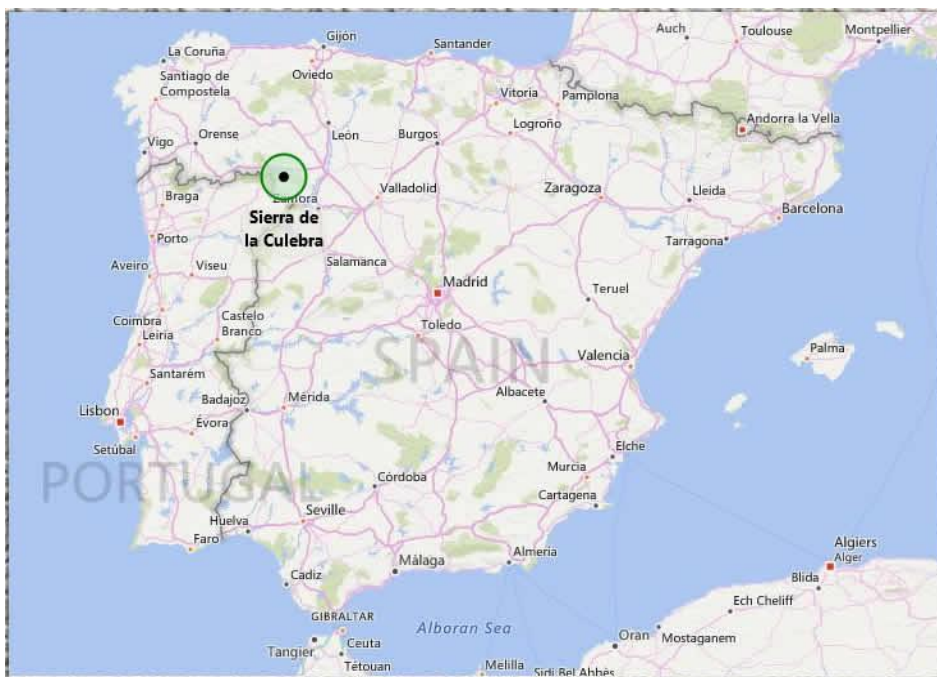 Gijón
Auch
Toulouse
Montpellier
La Coruña
Santander
Oviedo
Santiago de
Compostela
Vitoria
Pamplona
Andorra la Vella
León
Burgos
Logroño
Vigo
Orense
Braga
Zamora
Valladolid
Zaragoza
Lleida
Barcelona
Sierra de
la Culebra
Porto
Tarragona
Aveiro
Viseu
Salamanca
Madrid
Teruel
Coimbra
Castelo
Branco
Leiria
Toledo
SPAIN
Valencia
Palma
Santarém
Lisbon
Badajoz
Mérida
Albacete
Setúbal
Évora
Elche
PORTUGAL
Murcia
Córdoba
Cartagena
Huelva
Seville
Faro
Málaga
Almeria
Algiers
Alger
Cadiz
Blida
GIBRALTAR
Alboran Sea
Ech Cheliff
Tangier
Ceuta
Oran
Mostaganem
Tétouan
Melilla
Sidi Bel Abbès